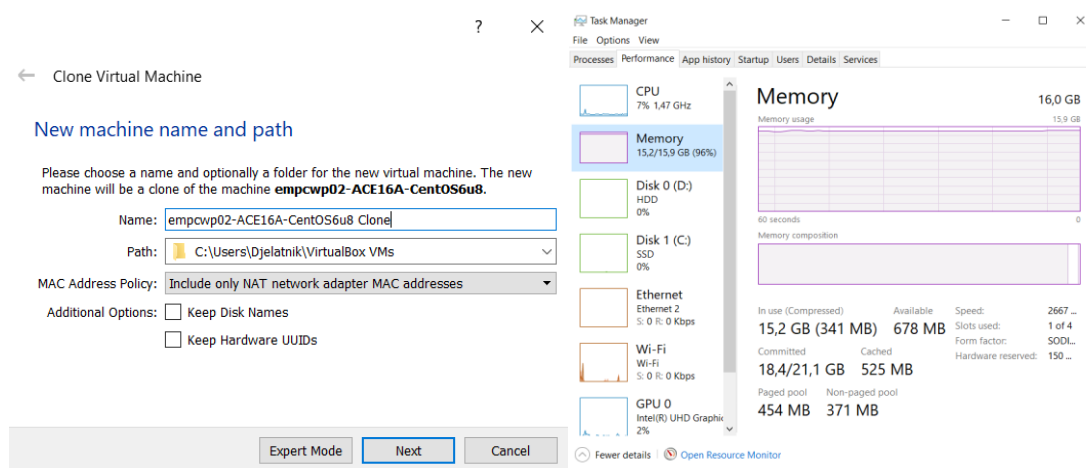 ?
Clone Virtual Machine
New machine name and path
Please choose a name and optionally a folder for the new virtual machine. The new
machine will be a clone of the machine empcwp02-ACE16A-CentOS6u8.
Name: empcwp02-ACE16A-CentOS6u8 Clone
Path: C:\Users\Djelatnik\VirtualBox VMs
MAC Address Policy: Include only NAT network adapter MAC addresses
Additional Options: Keep Disk Names
Keep Hardware UUIDs
Expert Mode Next Cancel
Task Manager
File Options View
Processes Performance App history Startup Users Details Services
CPU
7% 1,47 GHz
Memory
15,2/15,9 GB (96%)
Disk 0 (D:)
HDD
0%
Disk 1 (C:)
SSD
0%
Ethernet
Ethernet 2
S: 0 R: 0 Kbps
Wi-Fi
Wi-Fi
S: 0 R: 0 Kbps
GPU 0
Intel(R) UHD Graphic
2%
Memory 16,0 GB
Memory usage 15,9 GB
60 seconds 0
Memory composition
In use (Compressed) Available
15,2 GB (341 MB) 678 MB
Committed Cached
18,4/21,1 GB 525 MB
Paged pool Non-paged pool
454 MB 371 MB
Speed: 2667 ...
Slots used: 1 of 4
Form factor: SODI...
Hardware reserved: 150 ...
Fewer details Open Resource Monitor